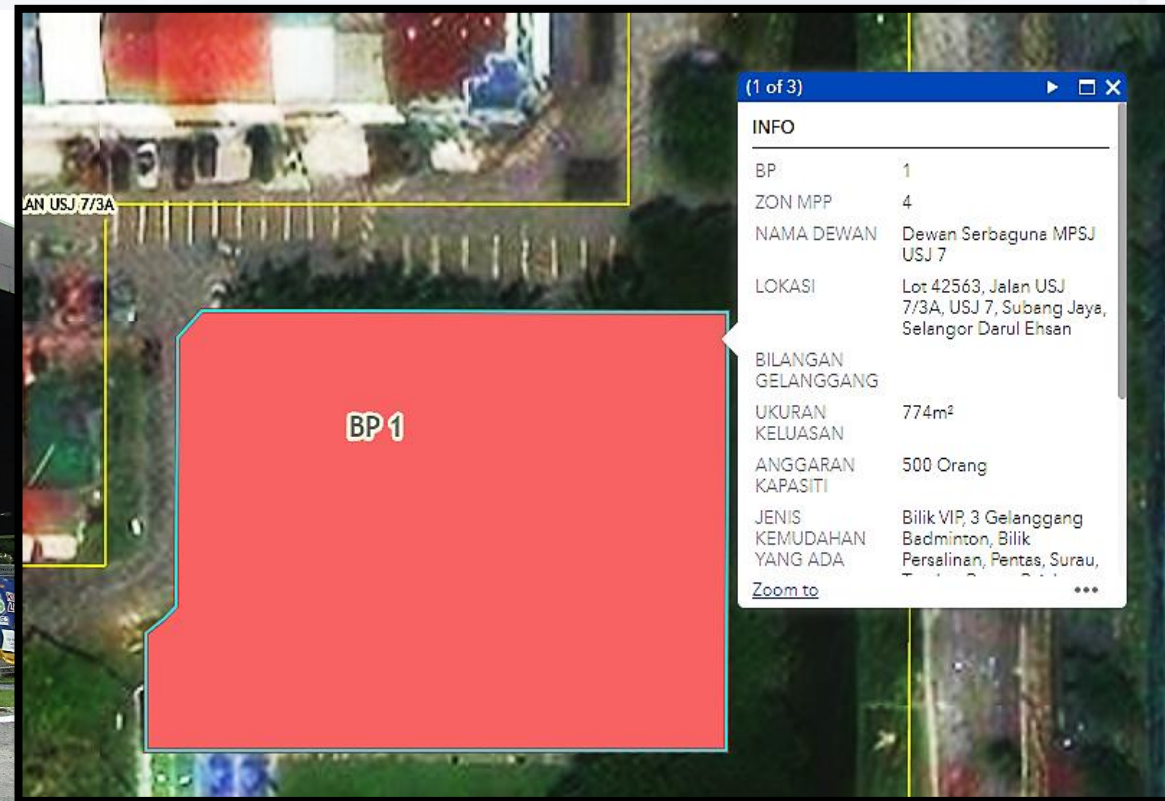 (1 of 3)
INFO
BP 1
ZON MPP 4
NAMA DEWAN Dewan Serbaguna MPSJ
USJ 7
LOKASI Lot 42563, Jalan USJ
7/3A, USJ 7, Subang Jaya,
Selangor Darul Ehsan
BILANGAN
GELANGGANG
UKURAN 774m²
KELUASAN
ANGGARAN 500 Orang
KAPASITI
JENIS Bilik VIP, 3 Gelanggang
KEMUDAHAN Badminton, Bilik
YANG ADA Persalinan, Pentas, Surau,
Zoom to
AN USJ 7/3A
BP 1